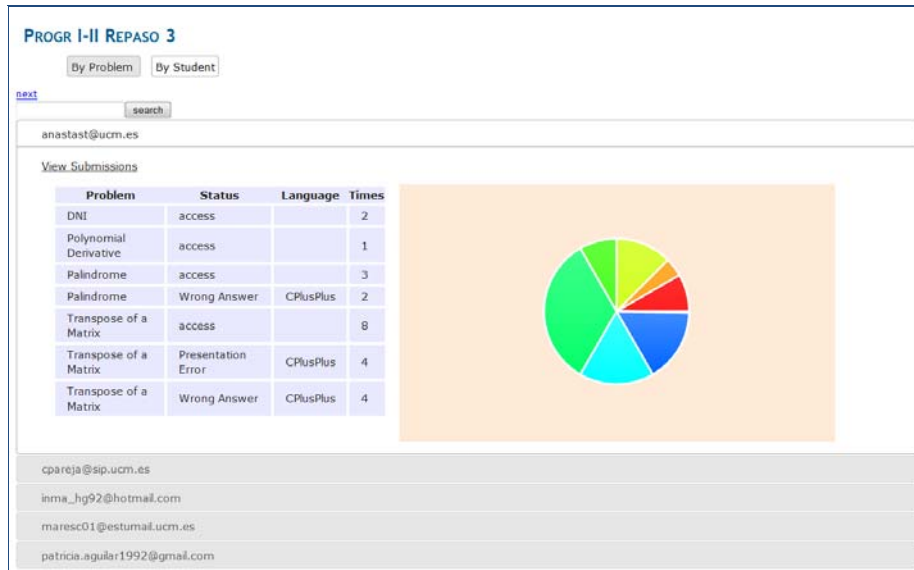 PROGR I-II REPASO 3
By Problem By Student
next
search
anastast@ucm.es
View Submissions
Problem Status Language Times
DNI access 2
Polynomial
Derivative access 1
Palindrome access 3
Palindrome Wrong Answer CPlusPlus 2
Transpose of a
Matrix access 8
Transpose of a
Matrix Presentation
Error CPlusPlus 4
Transpose of a
Matrix Wrong Answer CPlusPlus 4
cpareja@sip.ucm.es
inma_hg92@hotmail.com
maresc01@estumail.ucm.es
patricia.aguilar1992@gmail.com